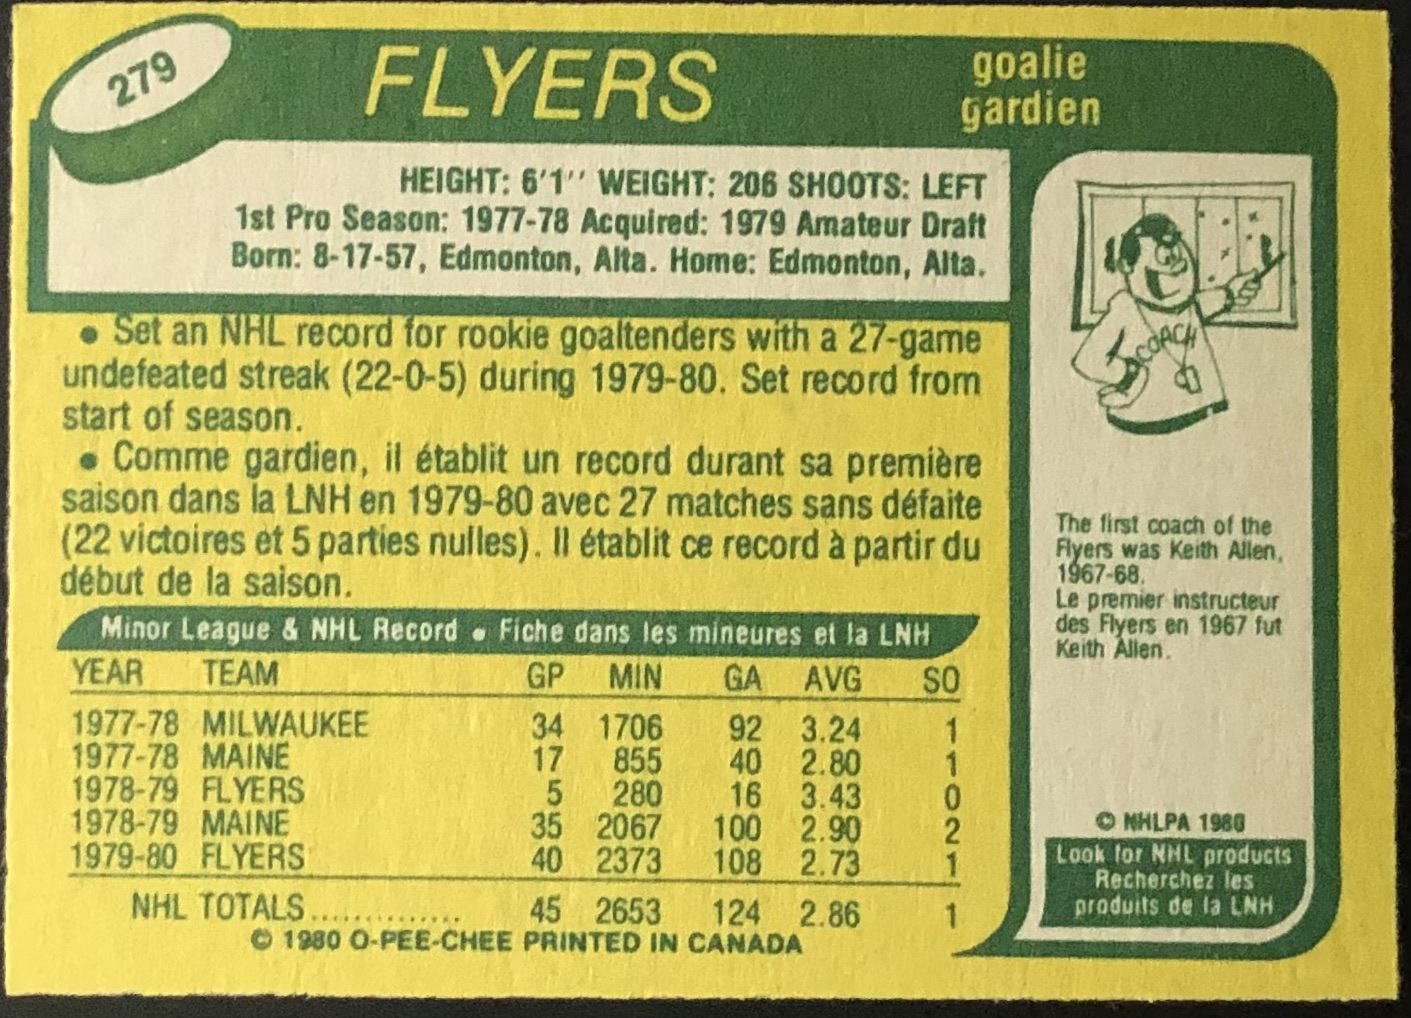 279
FLYERS
goalie
gardien
HEIGHT: 6'1'' WEIGHT: 206 SHOOTS: LEFT
1st Pro Season: 1977-78 Acquired: 1979 Amateur Draft
Born: 8-17-57, Edmonton, Alta. Home: Edmonton, Alta.
• Set an NHL record for rookie goaltenders with a 27-game
undefeated streak (22-0-5) during 1979-80. Set record from
start of season.
• Comme gardien, il établit un record durant sa première
saison dans la LNH en 1979-80 avec 27 matches sans défaite
(22 victoires et 5 parties nulles). Il établit ce record à partir du
début de la saison.
Minor League & NHL Record • Fiche dans les mineures et la LNH
YEAR TEAM GP MIN GA AVG SO
1977-78 MILWAUKEE 34 1706 92 3.24 1
1977-78 MAINE 17 855 40 2.80 1
1978-79 FLYERS 5 280 16 3.43 0
1978-79 MAINE 35 2067 100 2.90 2
1979-80 FLYERS 40 2373 108 2.73 1
NHL TOTALS.............. 45 2653 124 2.86 1
© 1980 O-PEE-CHEE PRINTED IN CANADA
COACH
The first coach of the
Flyers was Keith Allen,
1967-68.
Le premier instructeur
des Flyers en 1967 fut
Keith Allen.
© NHLPA 1980
Look for NHL products
Recherchez les
produits de la LNH